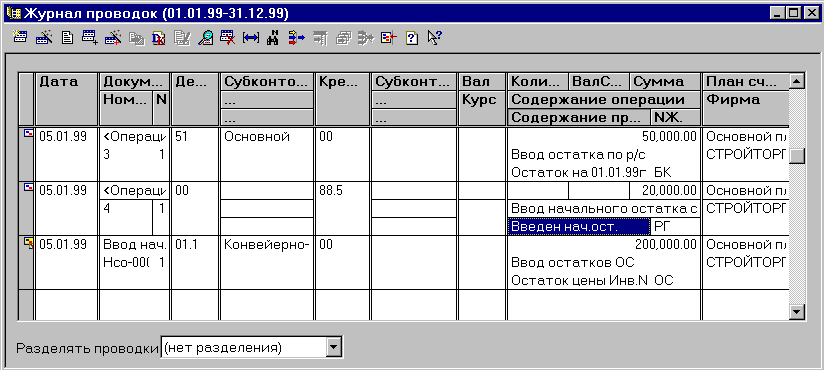 Журнал проводок (01.01.99-31.12.99)
Дата Докум... Де... Субконто... Кре... Субконт... Вал Коли... ВалС... Сумма План сч...
Ном... N ... ... Курс Содержание операции Фирма
... ... Содержание пр... NЖ.
05.01.99 <Операци 51 Основной 00 50,000.00 Основной пл
3 1 Ввод остатка по р/с СТРОЙТОРГ
Остаток на 01.01.99г БК
05.01.99 <Операци 00 88.5 20,000.00 Основной пл
4 1 Ввод начального остатка с СТРОЙТОРГ
Введен нач.ост. РГ
05.01.99 Ввод нач. 01.1 Конвейерно- 00 200,000.00 Основной пл
Нсо-00( 1 Ввод остатков ОС СТРОЙТОРГ
Остаток цены Инв.N ОС
Разделять проводки (нет разделения)